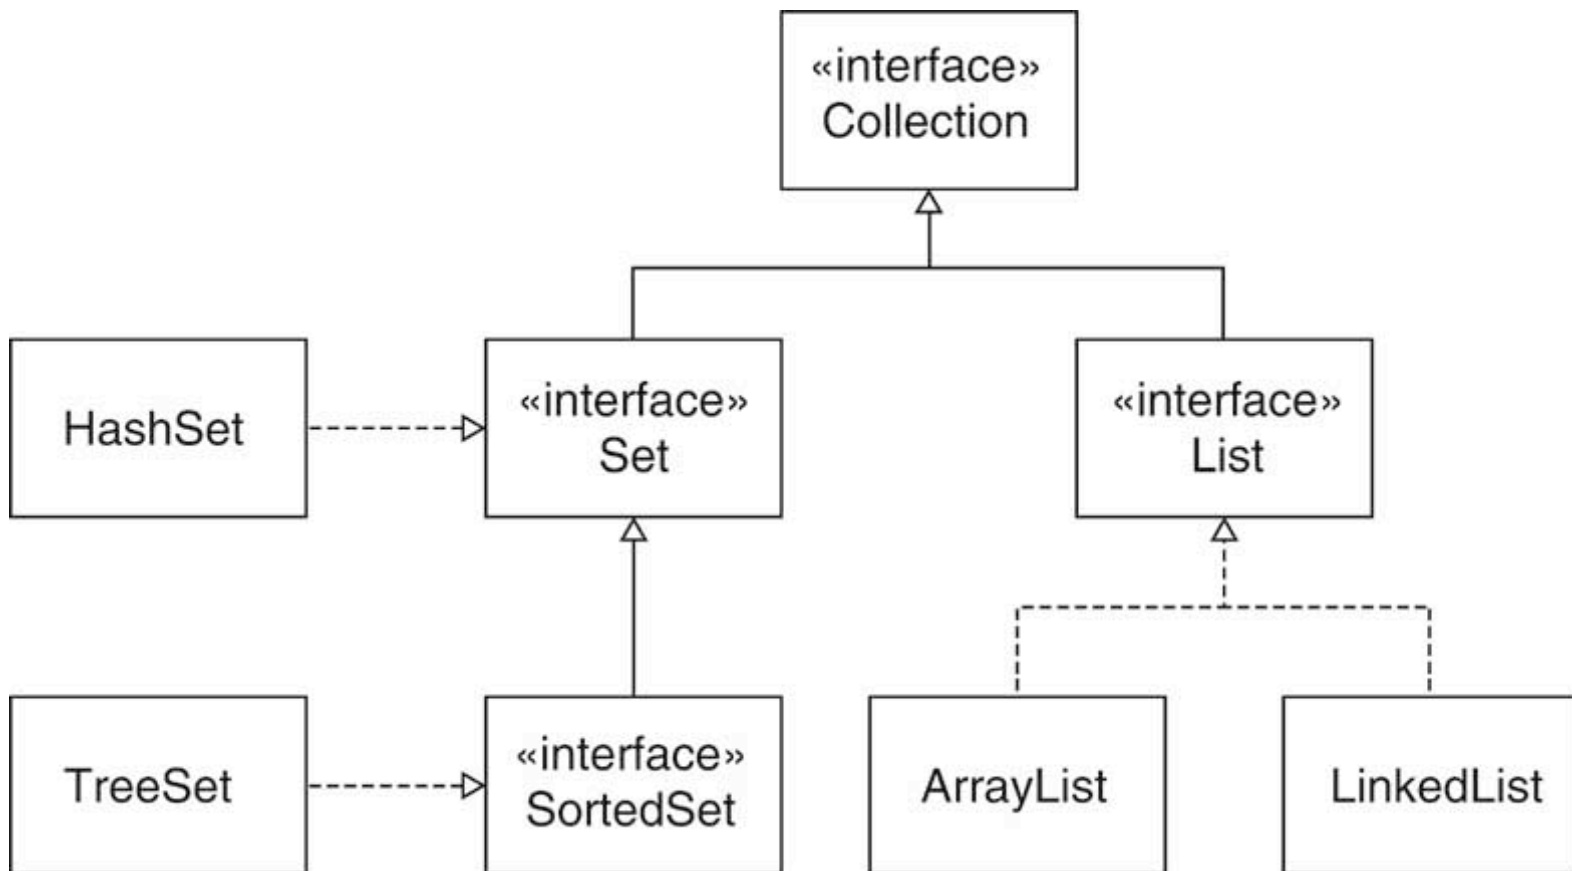 «interface»
Collection
HashSet
«interface»
Set
«interface»
List
TreeSet
«interface»
SortedSet
ArrayList
LinkedList